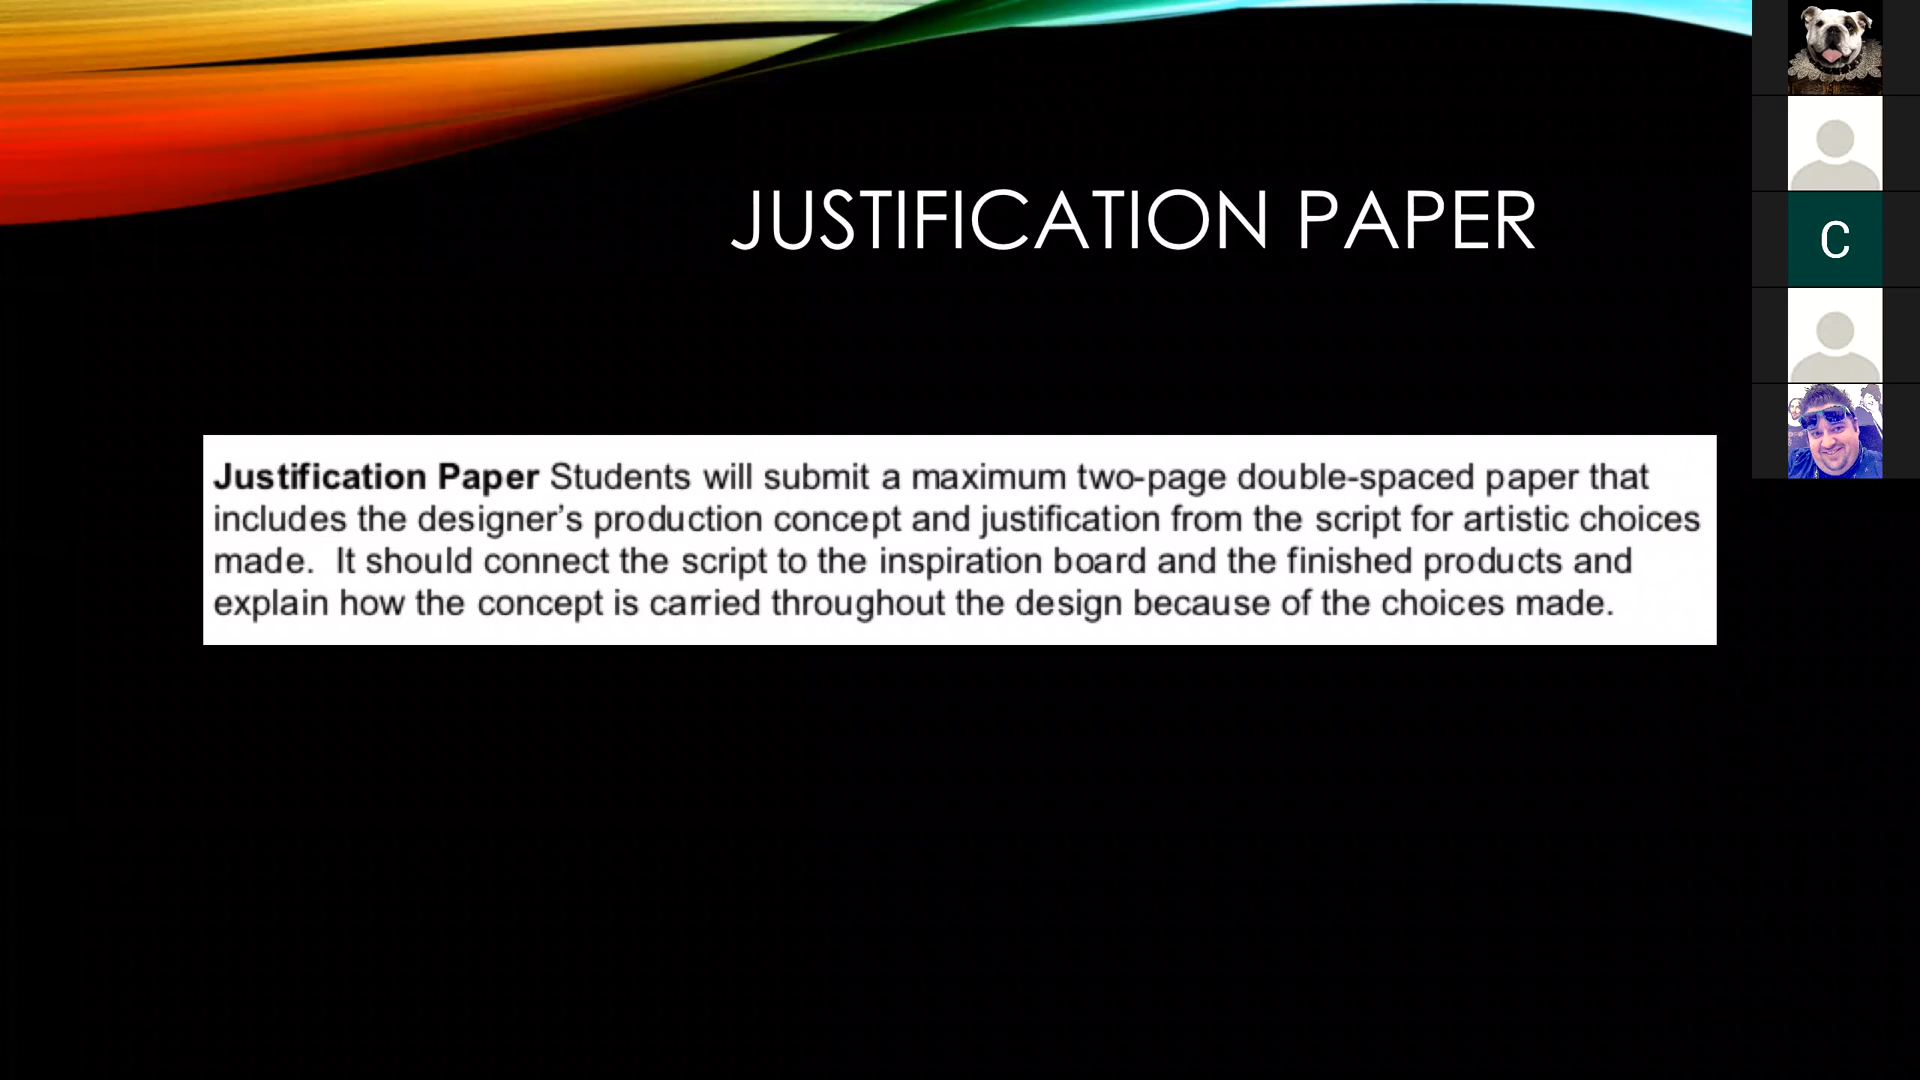 JUSTIFICATION PAPER
C
Justification Paper Students will submit a maximum two-page double-spaced paper that
includes the designer’s production concept and justification from the script for artistic choices
made.  It should connect the script to the inspiration board and the finished products and
explain how the concept is carried throughout the design because of the choices made.